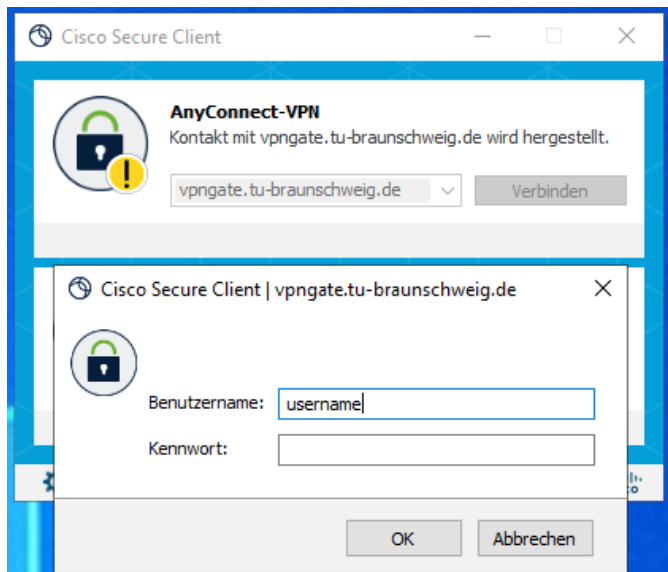 Cisco Secure Client
AnyConnect-VPN
Kontakt mit vpngate.tu-braunschweig.de wird hergestellt.
vpngate.tu-braunschweig.de
Verbinden
Cisco Secure Client | vpngate.tu-braunschweig.de
Benutzername: username
Kennwort:
OK Abbrechen